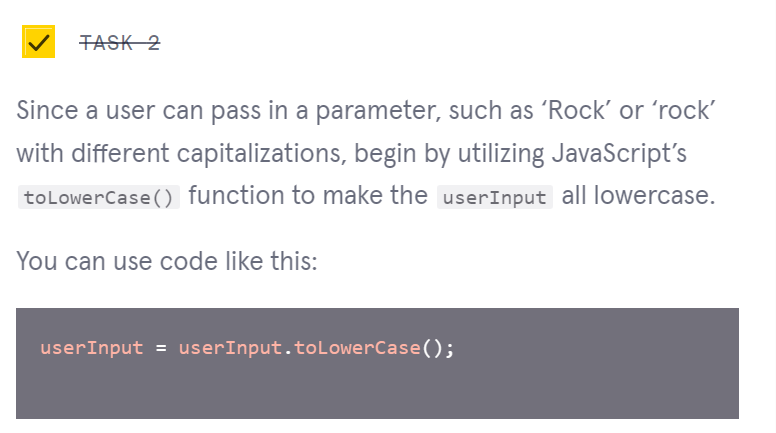 TASK 2
Since a user can pass in a parameter, such as ‘Rock’ or ‘rock’
with different capitalizations, begin by utilizing JavaScript’s
toLowerCase() function to make the userInput all lowercase.
You can use code like this:
userInput = userInput.toLowerCase();